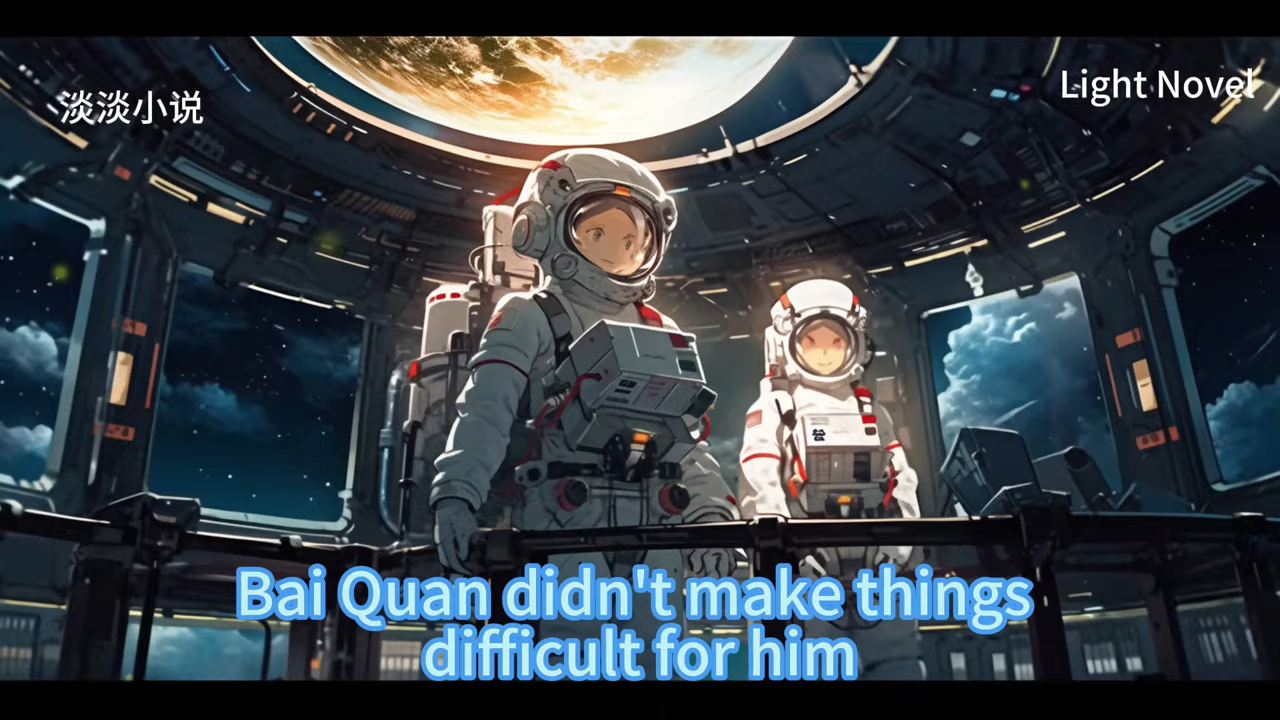 淡淡小说
Light Novel
Bai Quan didn't make things
difficult for him